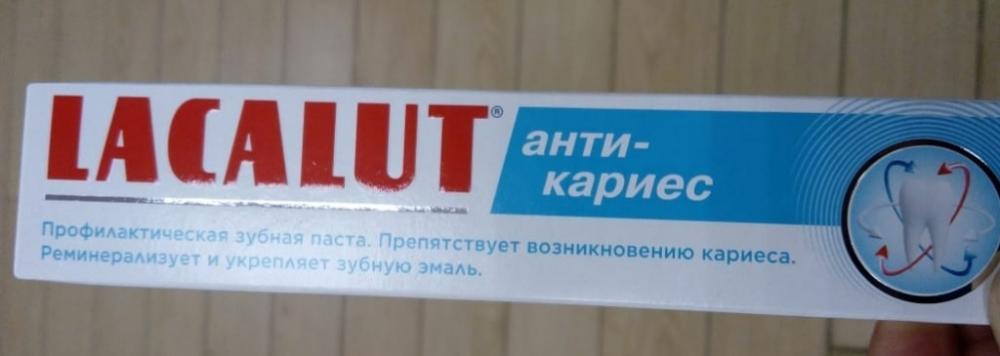 LACALUT®
анти-
кариес
Профилактическая зубная паста. Препятствует возникновению кариеса.
Реминерализует и укрепляет зубную эмаль.